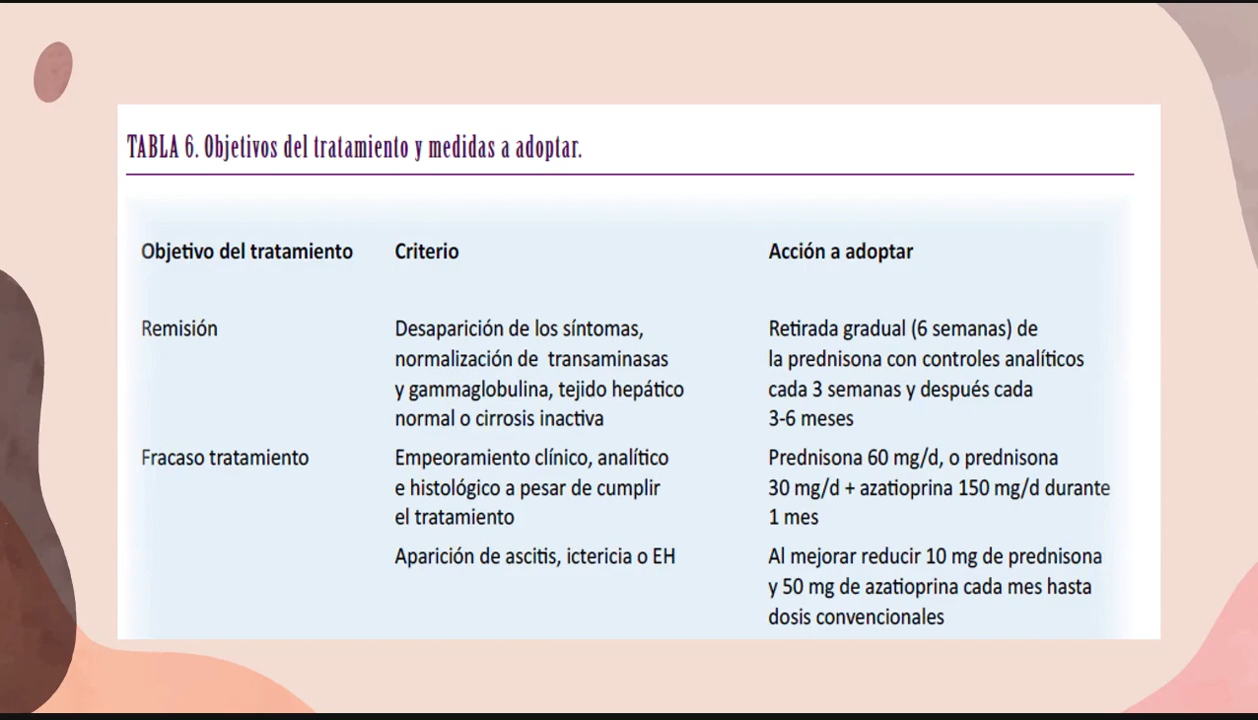 TABLA 6. Objetivos del tratamiento y medidas a adoptar.
Objetivo del tratamiento Criterio Acción a adoptar
Remisión Desaparición de los síntomas, Retirada gradual (6 semanas) de
normalización de transaminasas la prednisona con controles analíticos
y gammaglobulina, tejido hepático cada 3 semanas y después cada
normal o cirrosis inactiva 3-6 meses
Fracaso tratamiento Empeoramiento clínico, analítico Prednisona 60 mg/d, o prednisona
e histológico a pesar de cumplir 30 mg/d + azatioprina 150 mg/d durante
el tratamiento 1 mes
Aparición de ascitis, ictericia o EH Al mejorar reducir 10 mg de prednisona
y 50 mg de azatioprina cada mes hasta
dosis convencionales